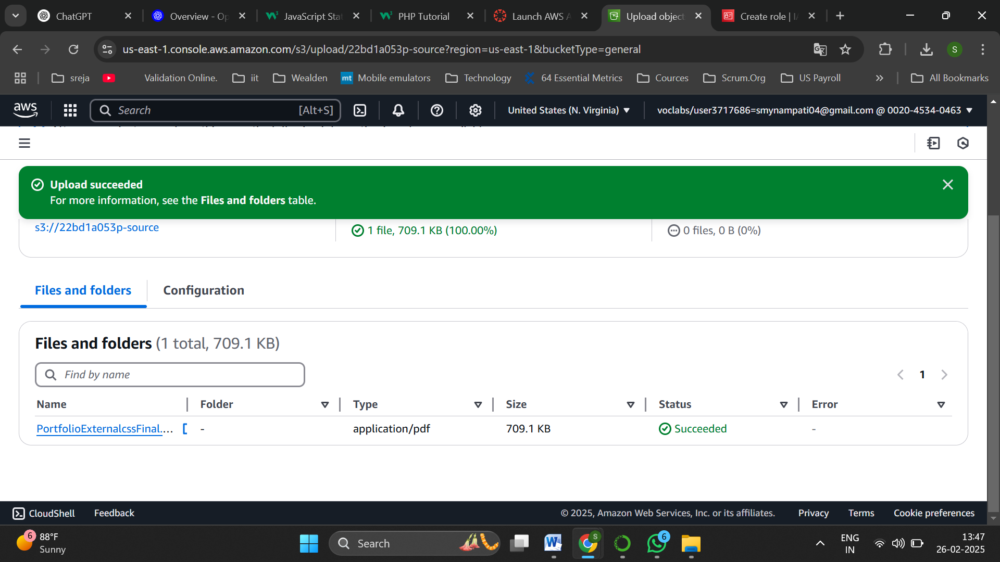 ChatGPT
Overview - Op
JavaScript Stat
PHP Tutorial
Launch AWS A
Upload object
Create role | IA
us-east-1.console.aws.amazon.com/s3/upload/22bd1a053p-source?region=us-east-1&bucketType=general
S
sreja
Validation Online.
iit
Wealden
mt Mobile emulators
Technology
64 Essential Metrics
Cources
Scrum.Org
US Payroll
»
All Bookmarks
aws
Search
[Alt+S]
United States (N. Virginia)
voclabs/user3717686=smynampati04@gmail.com @ 0020-4534-0463
Upload succeeded
For more information, see the Files and folders table.
s3://22bd1a053p-source
1 file, 709.1 KB (100.00%)
0 files, 0 B (0%)
Files and folders
Configuration
Files and folders (1 total, 709.1 KB)
Find by name
1
Name
Folder
Type
Size
Status
Error
PortfolioExternalcssFinal....
-
application/pdf
709.1 KB
Succeeded
-
CloudShell
Feedback
© 2025, Amazon Web Services, Inc. or its affiliates.
Privacy
Terms
Cookie preferences
6
88°F
Sunny
Search
W
S
6
ENG
IN
13:47
26-02-2025